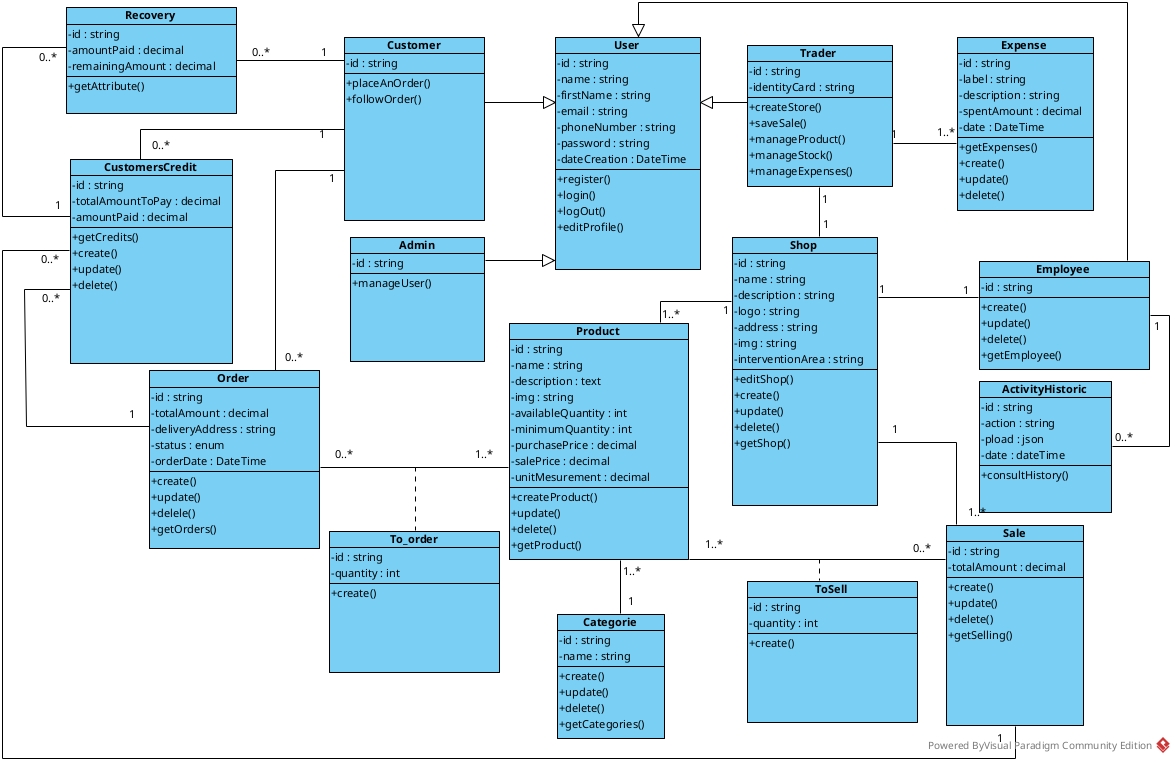 Recovery
-id : string
-amountPaid : decimal
-remainingAmount : decimal
+getAttribute()
0..*
0..*
1
Customer
-id : string
+placeAnOrder()
+followOrder()
1
0..*
1
User
-id : string
-name : string
-firstName : string
-email : string
-phoneNumber : string
-password : string
-dateCreation : DateTime
+register()
+login()
+logOut()
+editProfile()
Trader
-id : string
-identityCard : string
+createStore()
+saveSale()
+manageProduct()
+manageStock()
+manageExpenses()
1
1..*
1
1
Expense
-id : string
-label : string
-description : string
-spentAmount : decimal
-date : DateTime
+getExpenses()
+create()
+update()
+delete()
CustomersCredit
-id : string
-totalAmountToPay : decimal
-amountPaid : decimal
+getCredits()
+create()
+update()
+delete()
1
0..*
0..*
Admin
-id : string
+manageUser()
Shop
-id : string
-name : string
-description : string
-logo : string
-address : string
-img : string
-interventionArea : string
+editShop()
+create()
+update()
+delete()
+getShop()
1
1
1
1..*
1
1..*
Employee
-id : string
+create()
+update()
+delete()
+getEmployee()
1
0..*
ActivityHistoric
-id : string
-action : string
-pload : json
-date : dateTime
+consultHistory()
Product
-id : string
-name : string
-description : text
-img : string
-availableQuantity : int
-minimumQuantity : int
-purchasePrice : decimal
-salePrice : decimal
-unitMesurement : decimal
+createProduct()
+update()
+delete()
+getProduct()
0..*
1
Order
-id : string
-totalAmount : decimal
-deliveryAddress : string
-status : enum
-orderDate : DateTime
+create()
+update()
+delele()
+getOrders()
0..*
1..*
To_order
-id : string
-quantity : int
+create()
1..*
1
Categorie
-id : string
-name : string
+create()
+update()
+delete()
+getCategories()
1..*
0..*
ToSell
-id : string
-quantity : int
+create()
Sale
-id : string
-totalAmount : decimal
+create()
+update()
+delete()
+getSelling()
1
Powered ByVisual Paradigm Community Edition